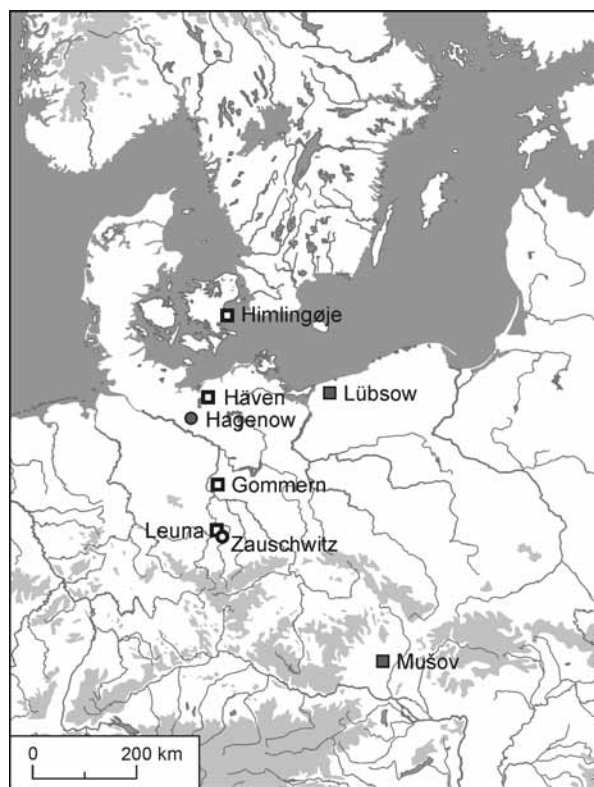 Himlingøje
Häven
Lübsow
Hagenow
Gommern
Leuna
Zauschwitz
Mušov
0 200 km